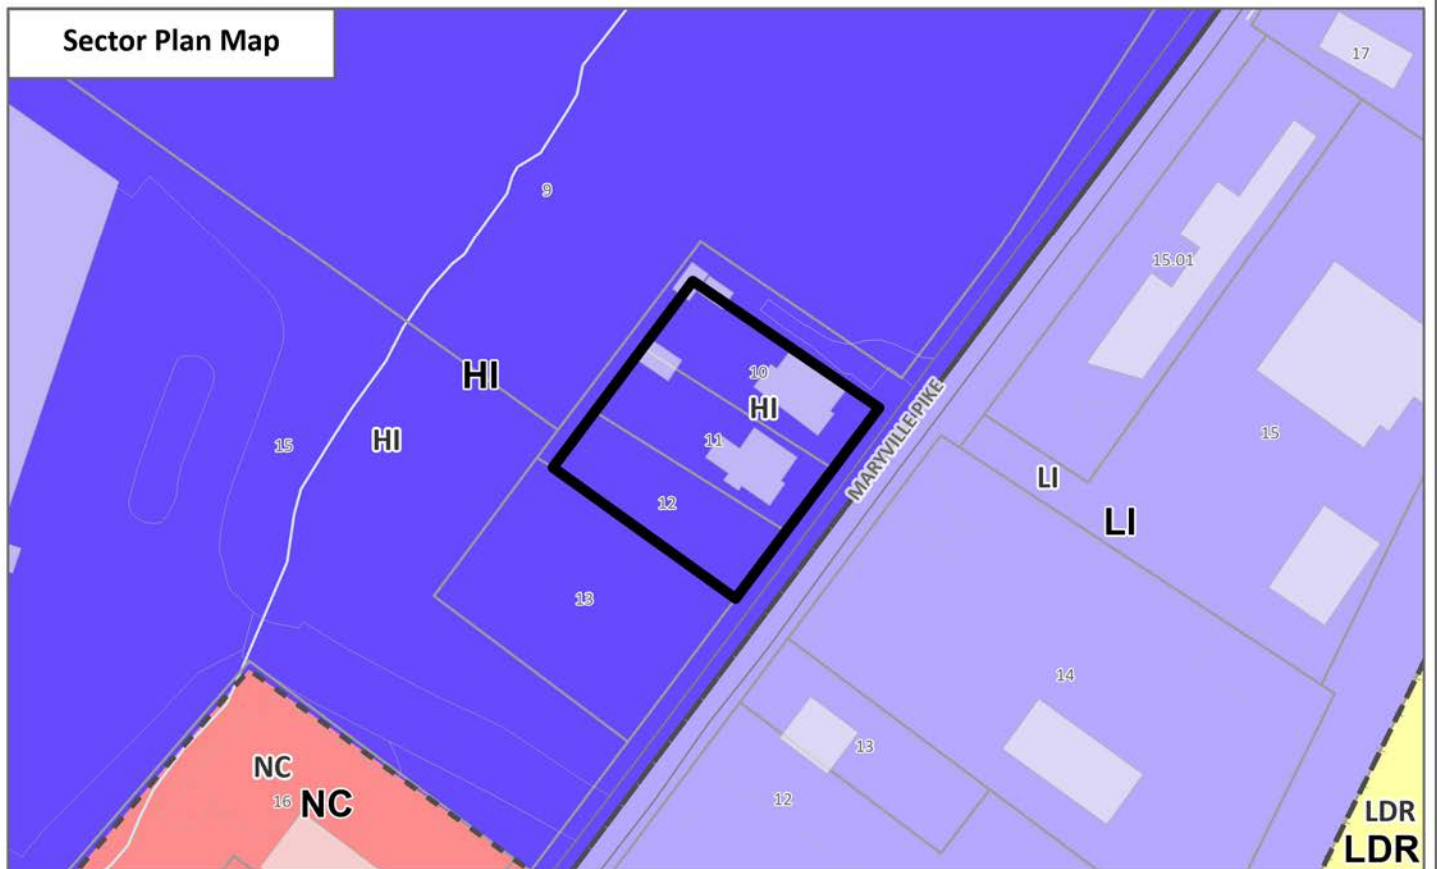 Sector Plan Map
17
9
15.01
10
HI
HI
HI
11
15
MARYVILLE PIKE
15
LI
LI
12
13
14
13
12
NC
16
NC
LDR
LDR